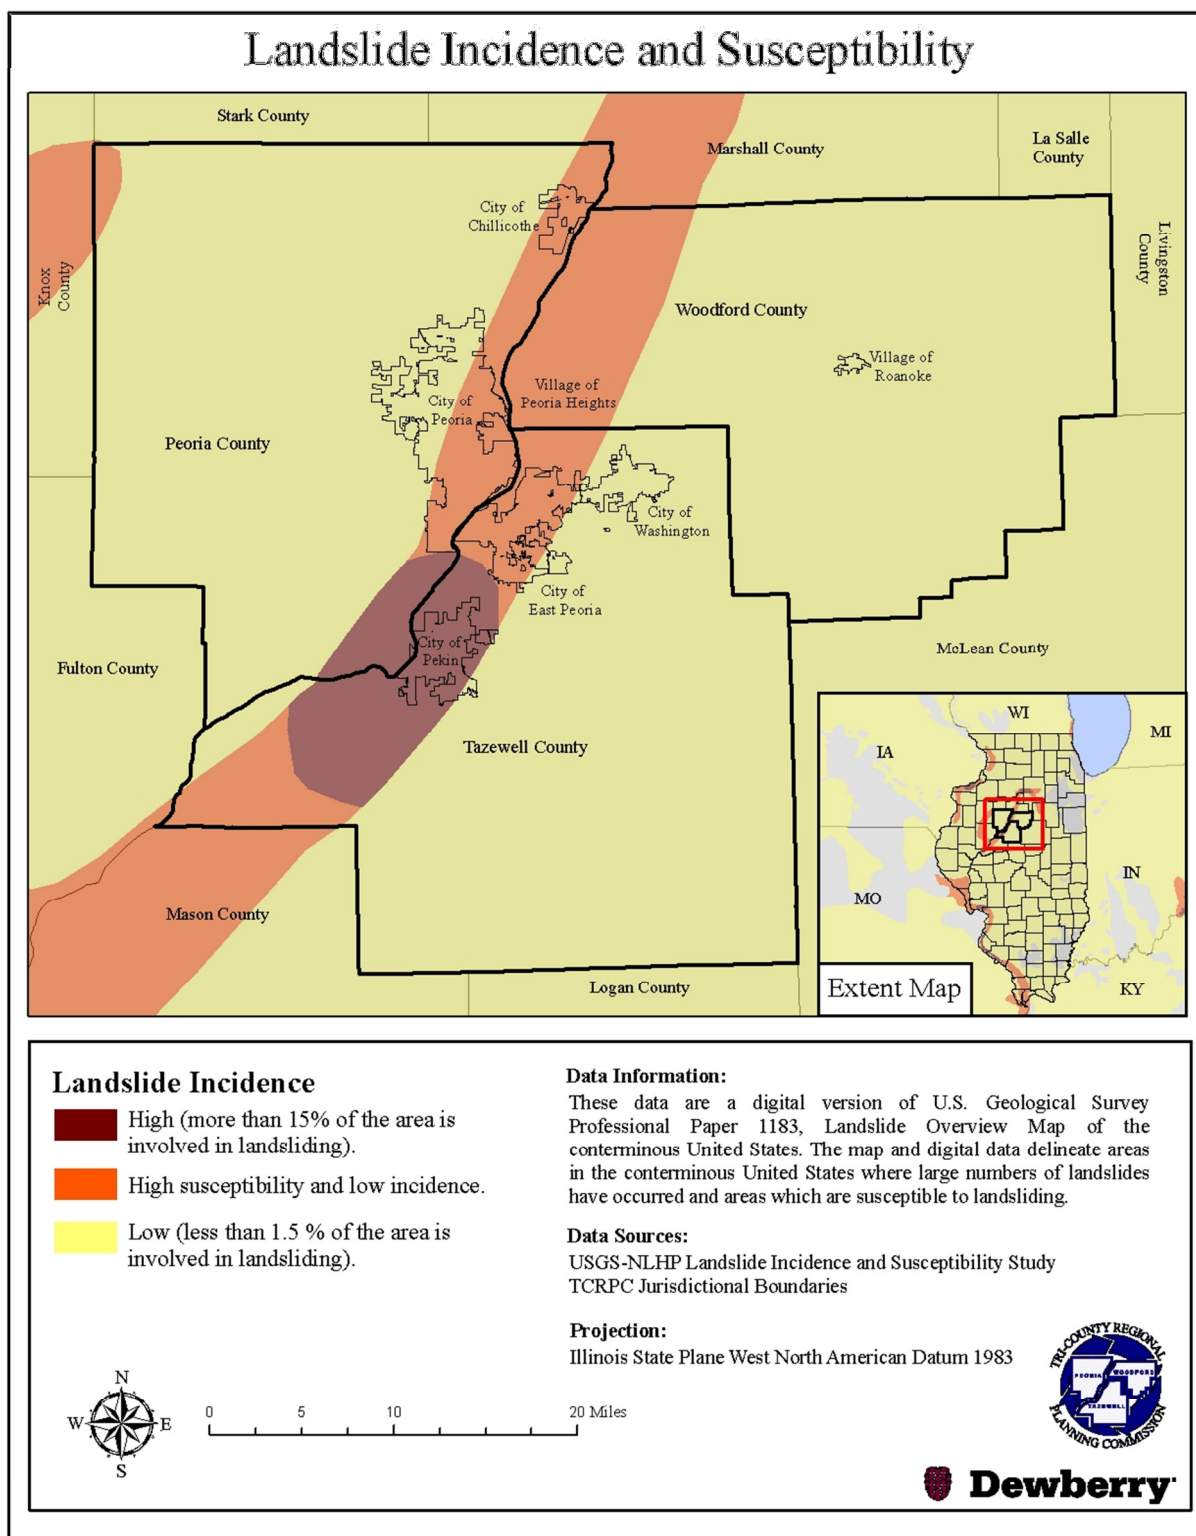 Landslide Incidence and Susceptibility
Stark County
Marshall County
La Salle
County
City of
Chillicothe
Livingston
County
Knox
County
Woodford County
Village of
Roanoke
Village of
Peoria Heights
City of
Peoria
Peoria County
City of
Washington
City of
East Peoria
City of
Pekin
McLean County
Fulton County
Tazewell County
WI
MI
IA
IN
MO
KY
Mason County
Logan County
Extent Map
Landslide Incidence
High (more than 15% of the area is
involved in landsliding).
High susceptibility and low incidence.
Low (less than 1.5 % of the area is
involved in landsliding).
Data Information:
These data are a digital version of U.S. Geological Survey
Professional Paper 1183, Landslide Overview Map of the
conterminous United States. The map and digital data delineate areas
in the conterminous United States where large numbers of landslides
have occurred and areas which are susceptible to landsliding.
Data Sources:
USGS-NLHP Landslide Incidence and Susceptibility Study
TCRPC Jurisdictional Boundaries
Projection:
Illinois State Plane West North American Datum 1983
N
W E
S
0 5 10 20 Miles
TRI-COUNTY REGIONAL
PEORIA WOODFORD
TAZEWELL
PLANNING COMMISSION
Dewberry